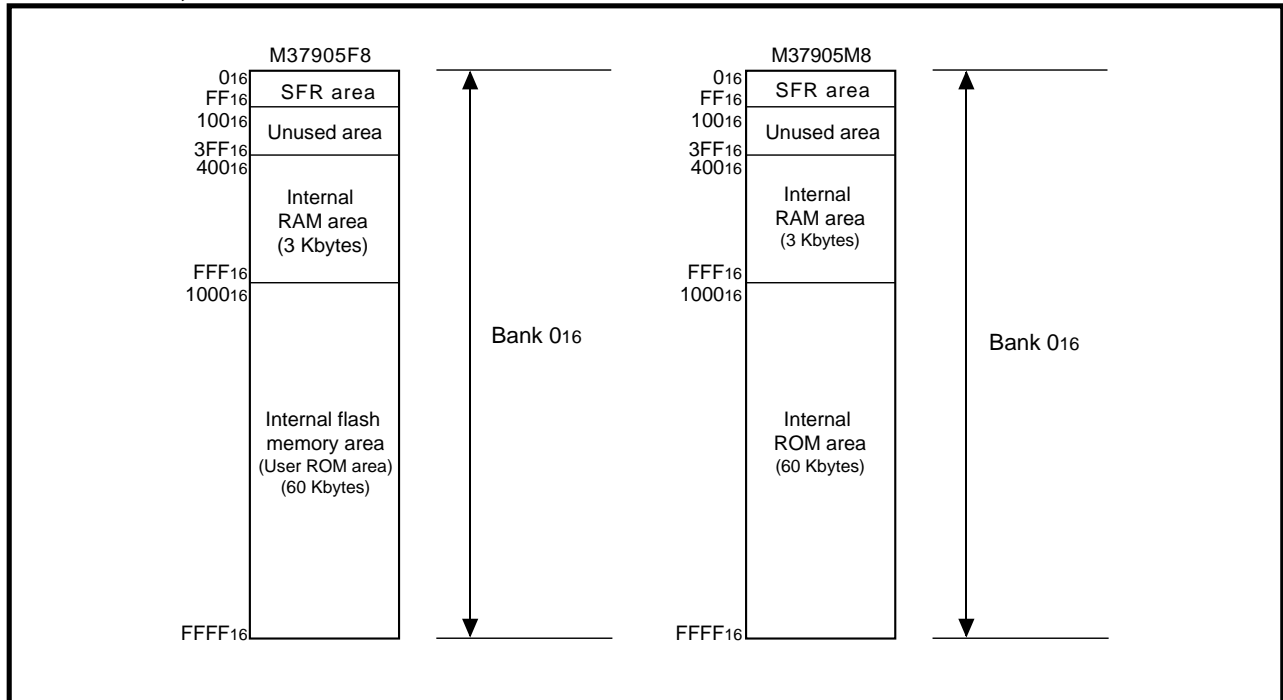 M37905F8
0₁₆
FF₁₆
100₁₆
3FF₁₆
400₁₆
FFF₁₆
1000₁₆
FFFF₁₆
SFR area
Unused area
Internal
RAM area
(3 Kbytes)
Internal flash
memory area
(User ROM area)
(60 Kbytes)
Bank 0₁₆
M37905M8
0₁₆
FF₁₆
100₁₆
3FF₁₆
400₁₆
FFF₁₆
1000₁₆
FFFF₁₆
SFR area
Unused area
Internal
RAM area
(3 Kbytes)
Internal
ROM area
(60 Kbytes)
Bank 0₁₆